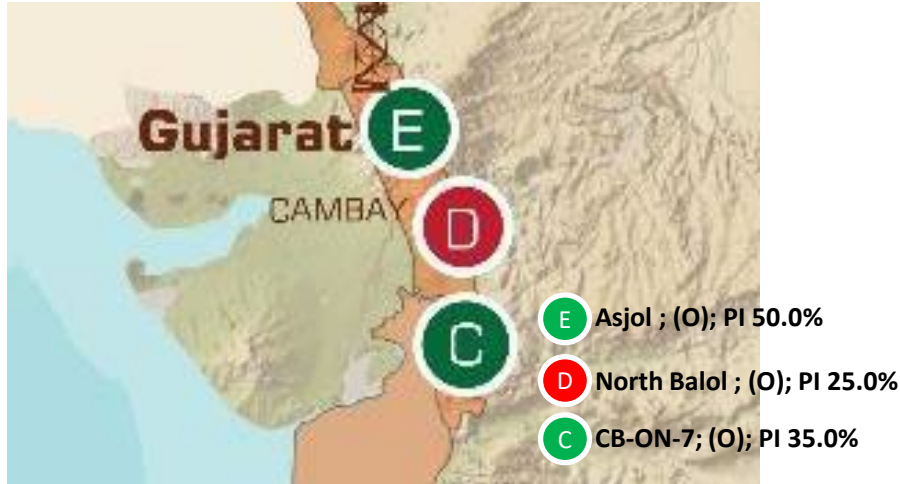 Gujarat
E
CAMBAY
D
C
E Asjol ; (O); PI 50.0%
D North Balol ; (O); PI 25.0%
C CB-ON-7; (O); PI 35.0%